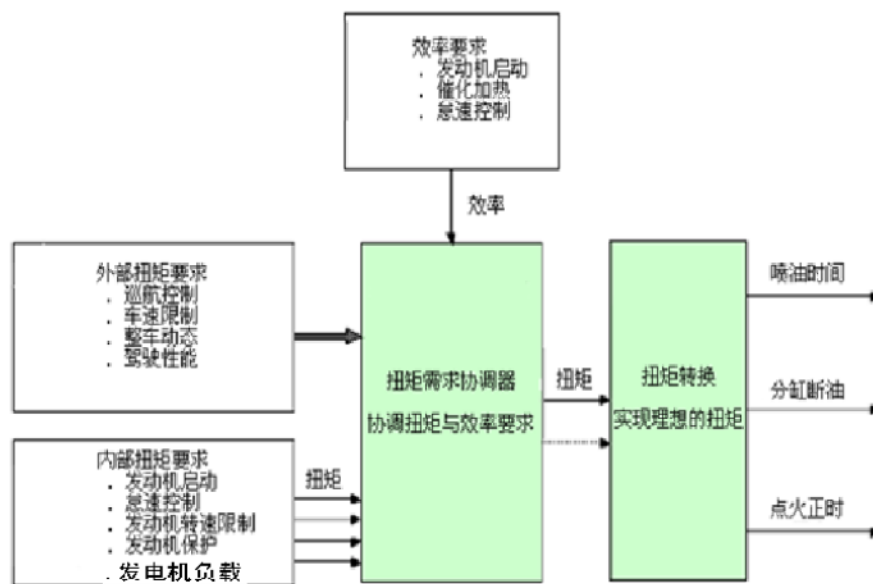 效率要求
. 发动机启动
. 催化加热
. 怠速控制
效率
外部扭矩要求
. 巡航控制
. 车速限制
. 整车动态
. 驾驶性能
扭矩需求协调器
协调扭矩与效率要求
扭矩
扭矩转换
实现理想的扭矩
喷油时间
分缸断油
点火正时
内部扭矩要求
. 发动机启动
. 怠速控制
. 发动机转速限制
. 发动机保护
. 发电机负载
扭矩